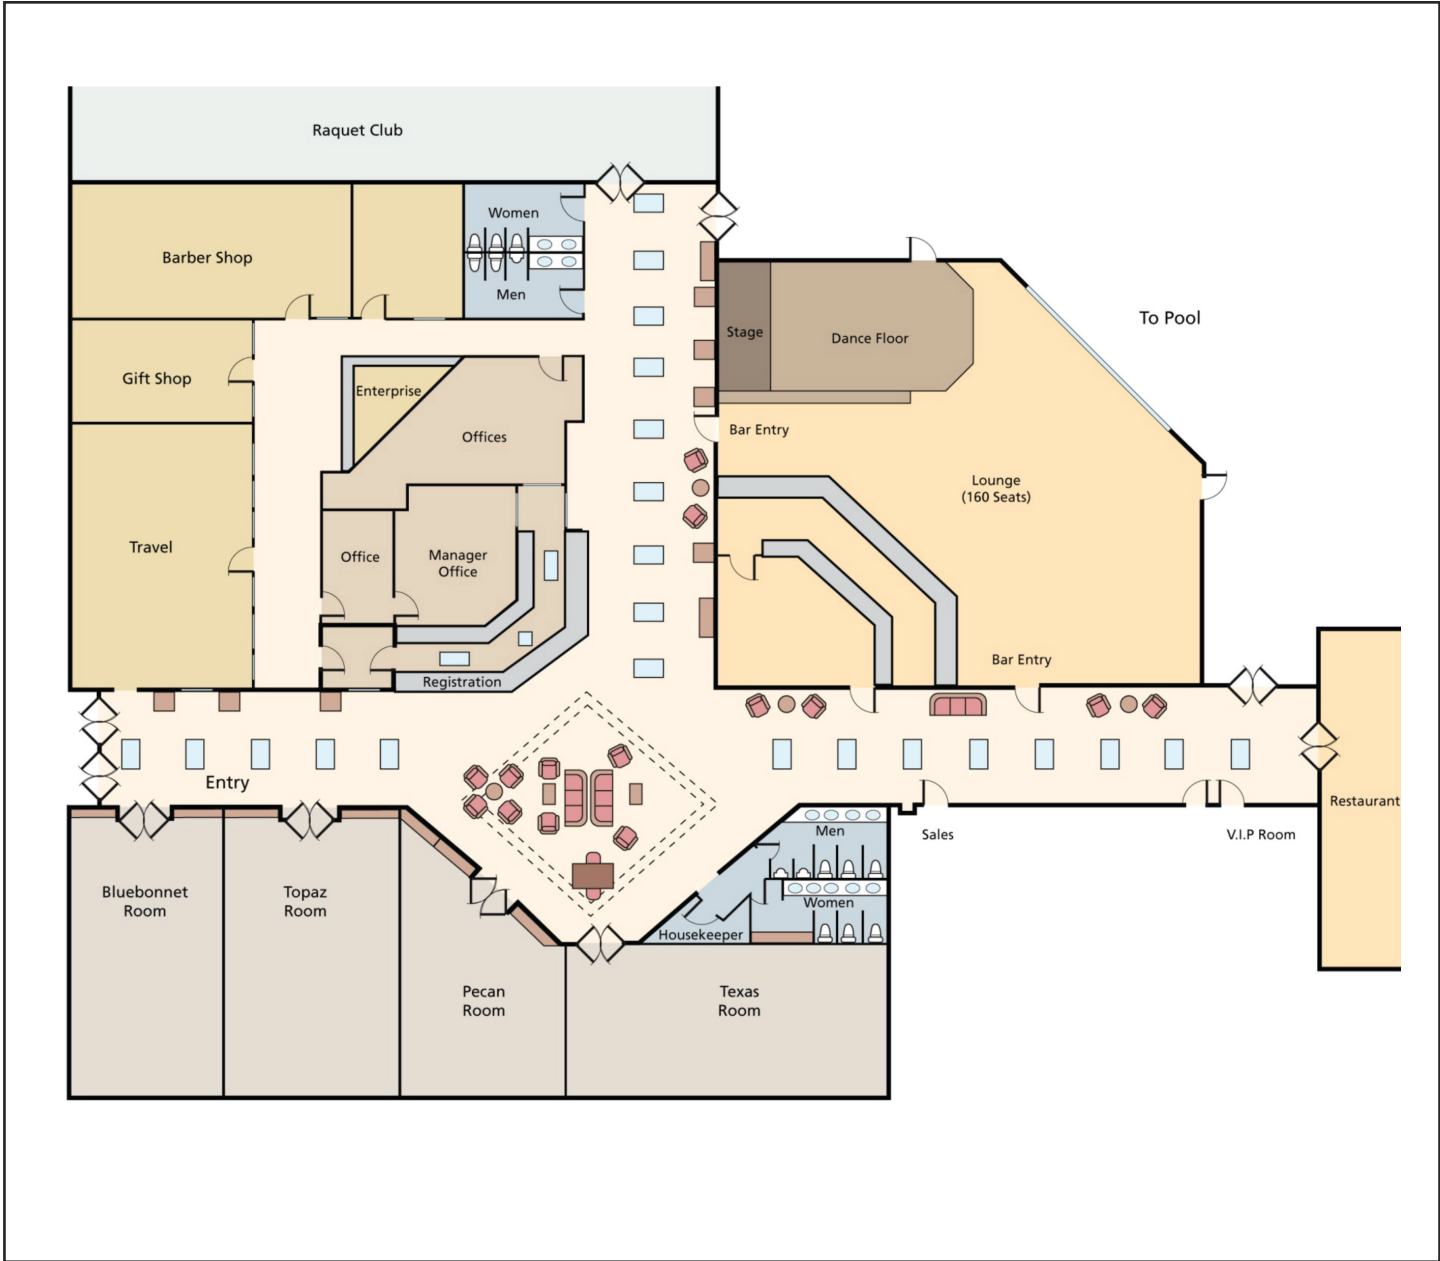 Raquet Club
Women
Barber Shop
Men
To Pool
Stage
Dance Floor
Gift Shop
Enterprise
Bar Entry
Offices
Lounge
(160 Seats)
Travel
Office
Manager
Office
Bar Entry
Registration
Entry
Restaurant
Men
Sales
V.I.P Room
Bluebonnet
Room
Topaz
Room
Women
Housekeeper
Pecan
Room
Texas
Room